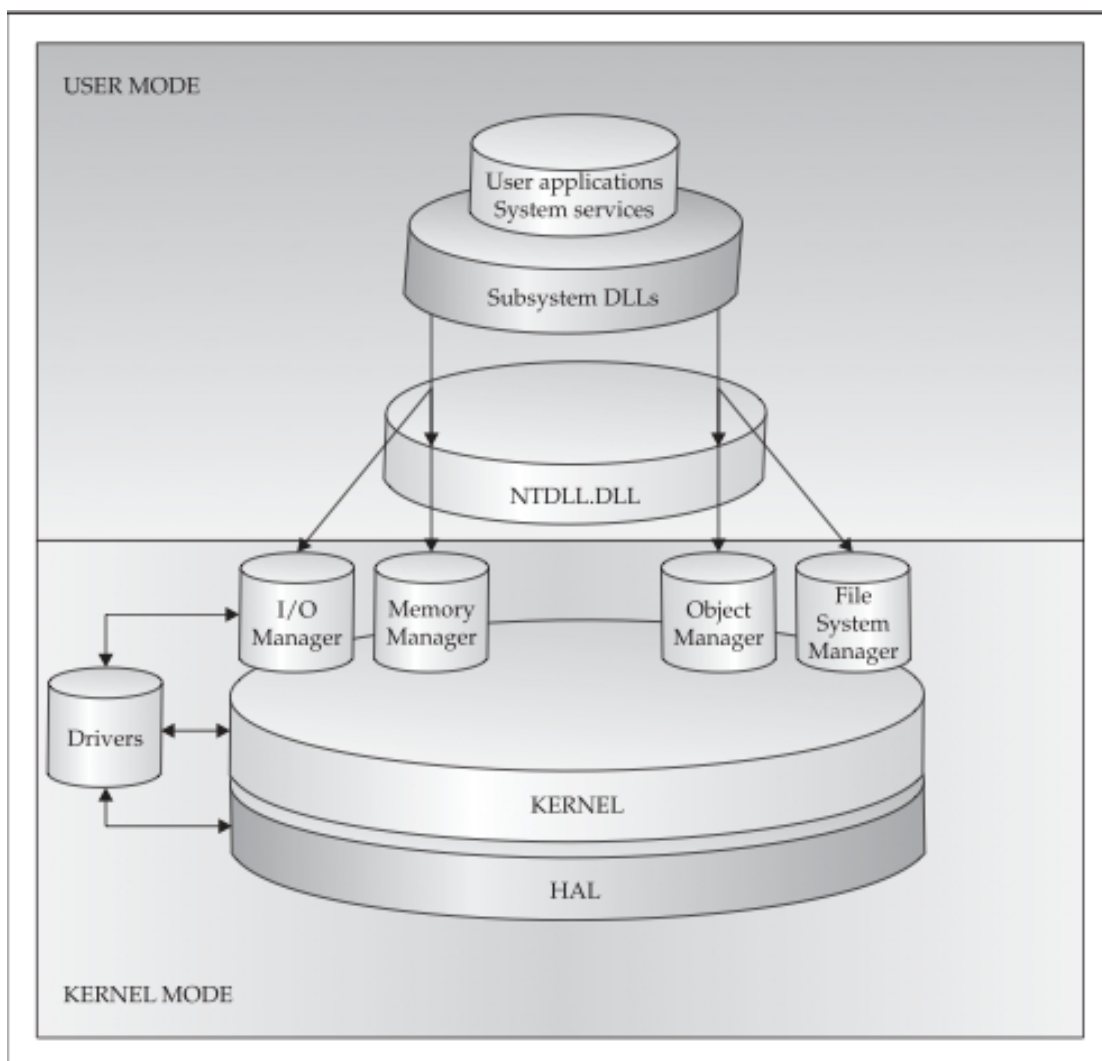 USER MODE
User applications
System services
Subsystem DLLs
NTDLL.DLL
I/O
Manager
Memory
Manager
Object
Manager
File
System
Manager
Drivers
KERNEL
HAL
KERNEL MODE